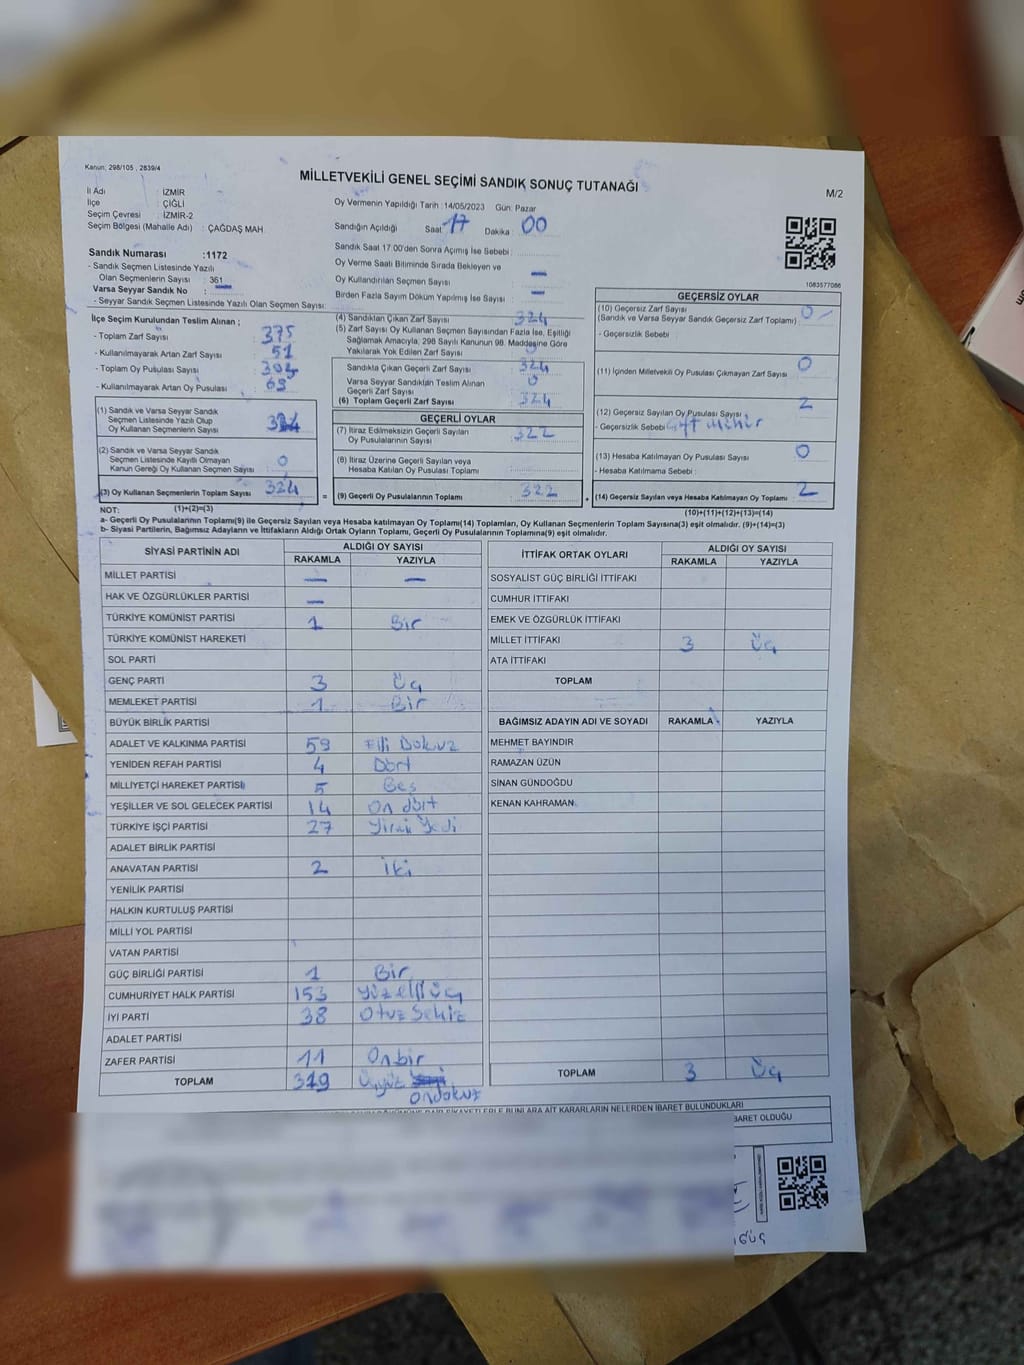 Kanun: 298/105 , 2839/4
MİLLETVEKİLİ GENEL SEÇİMİ SANDIK SONUÇ TUTANAĞI
M/2
İl Adı : İZMİR
İlçe : ÇİĞLİ
Seçim Çevresi : İZMİR-2
Seçim Bölgesi (Mahalle Adı) : ÇAĞDAŞ MAH.
Sandık Numarası :1172
- Sandık Seçmen Listesinde Yazılı
Olan Seçmenlerin Sayısı : 361
Varsa Seyyar Sandık No : —
- Seyyar Sandık Seçmen Listesinde Yazılı Olan Seçmen Sayısı:
Oy Vermenin Yapıldığı Tarih :14/05/2023 Gün: Pazar
Sandığın Açıldığı Saat 17 Dakika : 00
Sandık Saat 17.00'den Sonra Açımış İse Sebebi :
Oy Verme Saati Bitiminde Sırada Bekleyen ve
Oy Kullandırılan Seçmen Sayısı : —
Birden Fazla Sayım Döküm Yapılmış İse Sayısı : —
1083577086
İlçe Seçim Kurulundan Teslim Alınan ;
- Toplam Zarf Sayısı : 375
- Kullanılmayarak Artan Zarf Sayısı : 51
- Toplam Oy Pusulası Sayısı :
- Kullanılmayarak Artan Oy Pusulası : 69
(1) Sandık ve Varsa Seyyar Sandık
Seçmen Listesinde Yazılı Olup
Oy Kullanan Seçmenlerin Sayısı : 324
(2) Sandık ve Varsa Seyyar Sandık
Seçmen Listesinde Kayıtlı Olmayan
Kanun Gereği Oy Kullanan Seçmen Sayısı : 0
(3) Oy Kullanan Seçmenlerin Toplam Sayısı : 324
(4) Sandıktan Çıkan Zarf Sayısı : 324
(5) Zarf Sayısı Oy Kullanan Seçmen Sayısından Fazla İse, Eşitliği
Sağlamak Amacıyla, 298 Sayılı Kanunun 98. Maddesine Göre
Yakılarak Yok Edilen Zarf Sayısı : 0
Sandıkta Çıkan Geçerli Zarf Sayısı : 324
Varsa Seyyar Sandıktan Teslim Alınan
Geçerli Zarf Sayısı : 0
(6) Toplam Geçerli Zarf Sayısı : 324
GEÇERLİ OYLAR
(7) İtiraz Edilmeksizin Geçerli Sayılan
Oy Pusulalarının Sayısı : 322
(8) İtiraz Üzerine Geçerli Sayılan veya
Hesaba Katılan Oy Pusulası Toplamı :
= (9) Geçerli Oy Pusulalarının Toplamı : 322
GEÇERSİZ OYLAR
(10) Geçersiz Zarf Sayısı
(Sandık ve Varsa Seyyar Sandık Geçersiz Zarf Toplamı) : 0
- Geçersizlik Sebebi :
(11) İçinden Milletvekili Oy Pusulası Çıkmayan Zarf Sayısı : 0
(12) Geçersiz Sayılan Oy Pusulası Sayısı : 2
- Geçersizlik Sebebi : Çift mühür
(13) Hesaba Katılmayan Oy Pusulası Sayısı : 0
- Hesaba Katılmama Sebebi :
+ (14) Geçersiz Sayılan veya Hesaba Katılmayan Oy Toplamı : 2
NOT: (1)+(2)=(3)
(10)+(11)+(12)+(13)=(14)
a- Geçerli Oy Pusulalarının Toplamı(9) ile Geçersiz Sayılan veya Hesaba katılmayan Oy Toplamı(14) Toplamları, Oy Kullanan Seçmenlerin Toplam Sayısına(3) eşit olmalıdır. (9)+(14)=(3)
b- Siyasi Partilerin, Bağımsız Adayların ve İttifakların Aldığı Ortak Oyların Toplamı, Geçerli Oy Pusulalarının Toplamına(9) eşit olmalıdır.
SİYASİ PARTİNİN ADI ALDIĞI OY SAYISI
RAKAMLA YAZIYLA
MİLLET PARTİSİ — —
HAK VE ÖZGÜRLÜKLER PARTİSİ —
TÜRKİYE KOMÜNİST PARTİSİ 1 Bir
TÜRKİYE KOMÜNİST HAREKETİ
SOL PARTİ
GENÇ PARTİ 3 Üç
MEMLEKET PARTİSİ 1 Bir
BÜYÜK BİRLİK PARTİSİ
ADALET VE KALKINMA PARTİSİ 59 Elli Dokuz
YENİDEN REFAH PARTİSİ 4 Dört
MİLLİYETÇİ HAREKET PARTİSİ 5 Beş
YEŞİLLER VE SOL GELECEK PARTİSİ 14 On dört
TÜRKİYE İŞÇİ PARTİSİ 27 Yirmi Yedi
ADALET BİRLİK PARTİSİ
ANAVATAN PARTİSİ 2 İki
YENİLİK PARTİSİ
HALKIN KURTULUŞ PARTİSİ
MİLLİ YOL PARTİSİ
VATAN PARTİSİ
GÜÇ BİRLİĞİ PARTİSİ 1 Bir
CUMHURİYET HALK PARTİSİ 153 Yüzelli Üç
İYİ PARTİ 38 Otuz Sekiz
ADALET PARTİSİ
ZAFER PARTİSİ 11 Onbir
TOPLAM 319 Üçyüz
ondokuz
İTTİFAK ORTAK OYLARI ALDIĞI OY SAYISI
RAKAMLA YAZIYLA
SOSYALİST GÜÇ BİRLİĞİ İTTİFAKI
CUMHUR İTTİFAKI
EMEK VE ÖZGÜRLÜK İTTİFAKI
MİLLET İTTİFAKI 3 Üç
ATA İTTİFAKI
TOPLAM
BAĞIMSIZ ADAYIN ADI VE SOYADI RAKAMLA YAZIYLA
MEHMET BAYINDIR
RAMAZAN ÜZÜN
SİNAN GÜNDOĞDU
KENAN KAHRAMAN
TOPLAM 3 Üç
BUNLARA AİT KARARLARIN NELERDEN İBARET BULUNDUKLARI
İBARET OLDUĞU